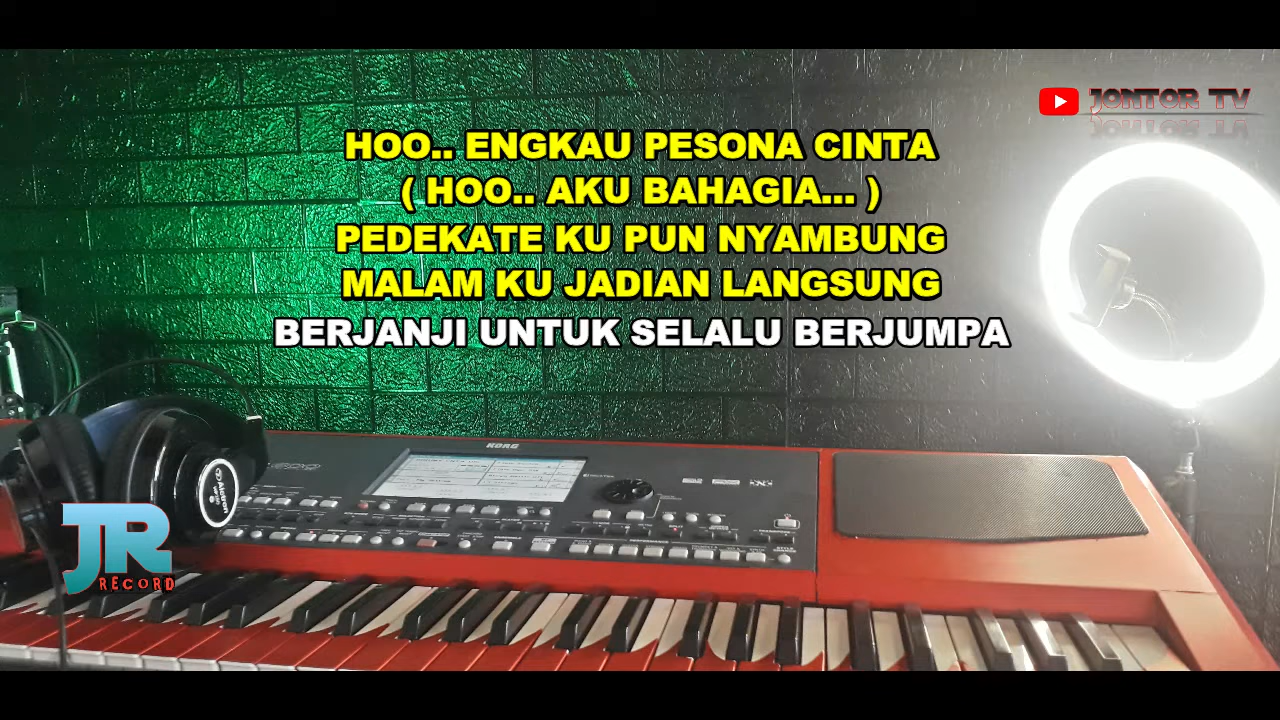 JONTOR TV
HOO.. ENGKAU PESONA CINTA
( HOO.. AKU BAHAGIA... )
PEDEKATE KU PUN NYAMBUNG
MALAM KU JADIAN LANGSUNG
BERJANJI UNTUK SELALU BERJUMPA
KORG
JR
RECORD